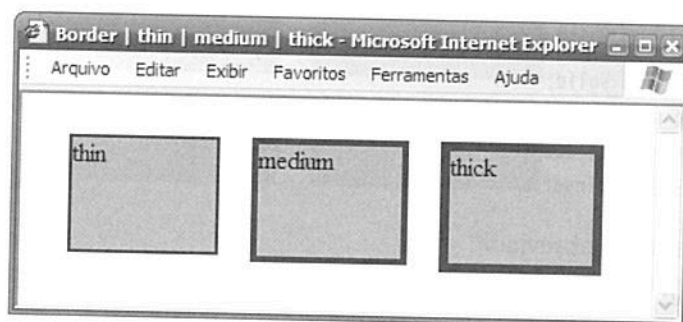 Border | thin | medium | thick - Microsoft Internet Explorer
Arquivo Editar Exibir Favoritos Ferramentas Ajuda
thin medium thick